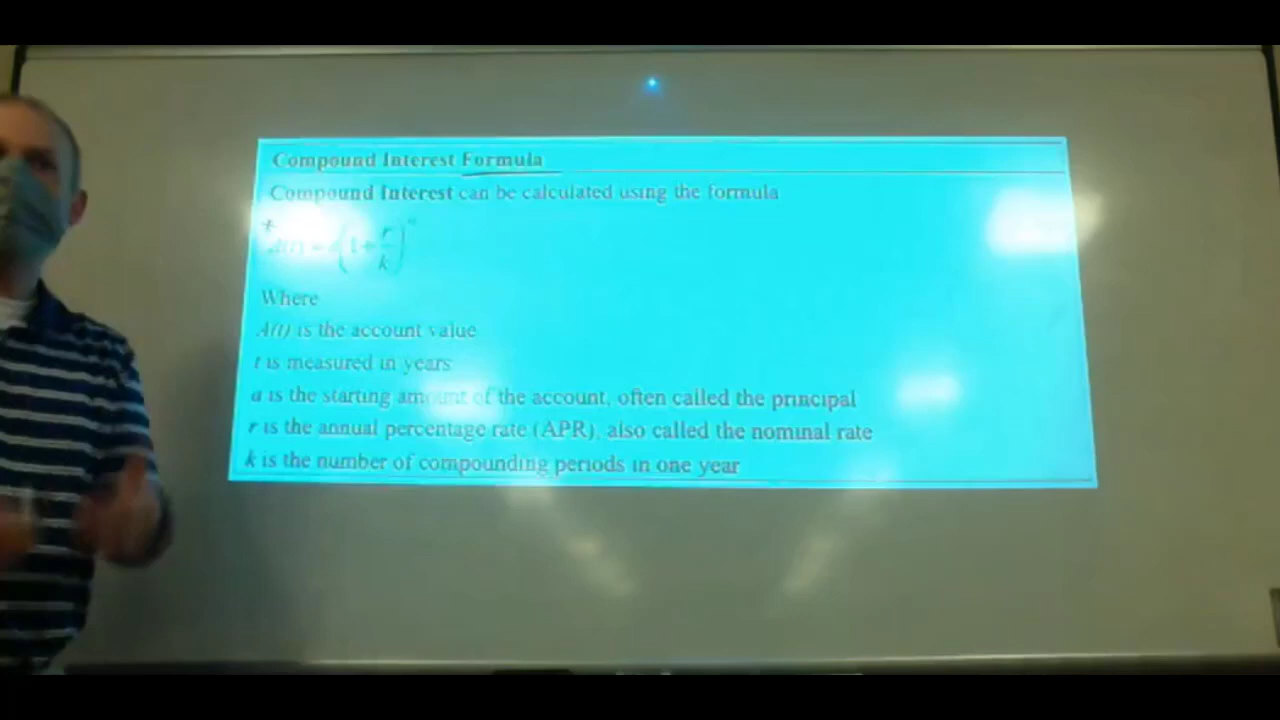 Compound Interest Formula
Compound Interest can be calculated using the formula
A(t) = a(1 + r/k)
Where
A(t) is the account value
t is measured in years
a is the starting amount of the account, often called the principal
r is the annual percentage rate (APR), also called the nominal rate
k is the number of compounding periods in one year